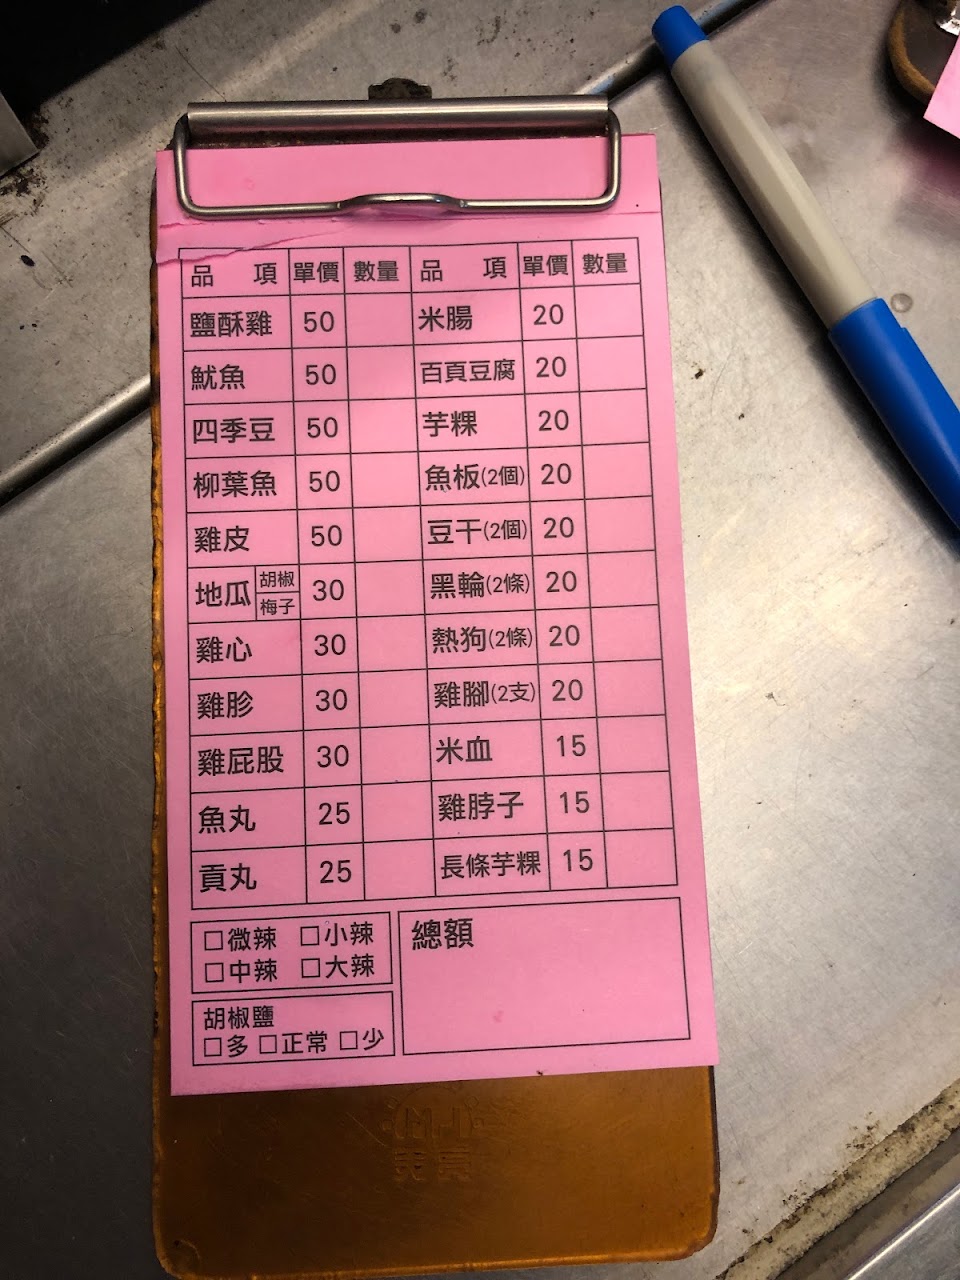 品 項 單價 數量 品 項 單價 數量
鹽酥雞 50 米腸 20
魷魚 50 百頁豆腐 20
四季豆 50 芋粿 20
柳葉魚 50 魚板(2個) 20
雞皮 50 豆干(2個) 20
地瓜 胡椒 梅子 30 黑輪(2條) 20
雞心 30 熱狗(2條) 20
雞胗 30 雞腳(2支) 20
雞屁股 30 米血 15
魚丸 25 雞脖子 15
貢丸 25 長條芋粿 15
□微辣 □小辣
□中辣 □大辣
胡椒鹽
□多 □正常 □少
總額